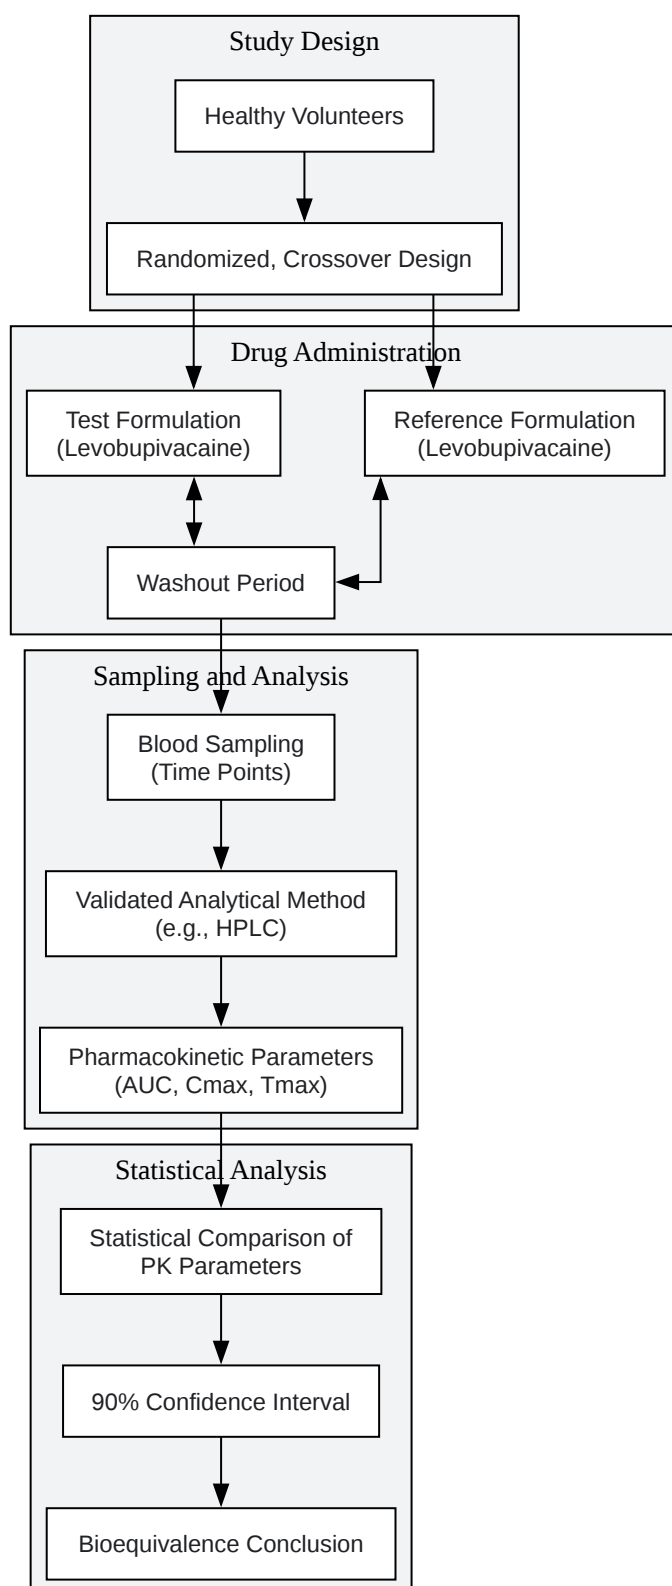 Study Design
Healthy Volunteers
Randomized, Crossover Design
Drug Administration
Test Formulation
(Levobupivacaine)
Reference Formulation
(Levobupivacaine)
Washout Period
Sampling and Analysis
Blood Sampling
(Time Points)
Validated Analytical Method
(e.g., HPLC)
Pharmacokinetic Parameters
(AUC, Cmax, Tmax)
Statistical Analysis
Statistical Comparison of
PK Parameters
90% Confidence Interval
Bioequivalence Conclusion